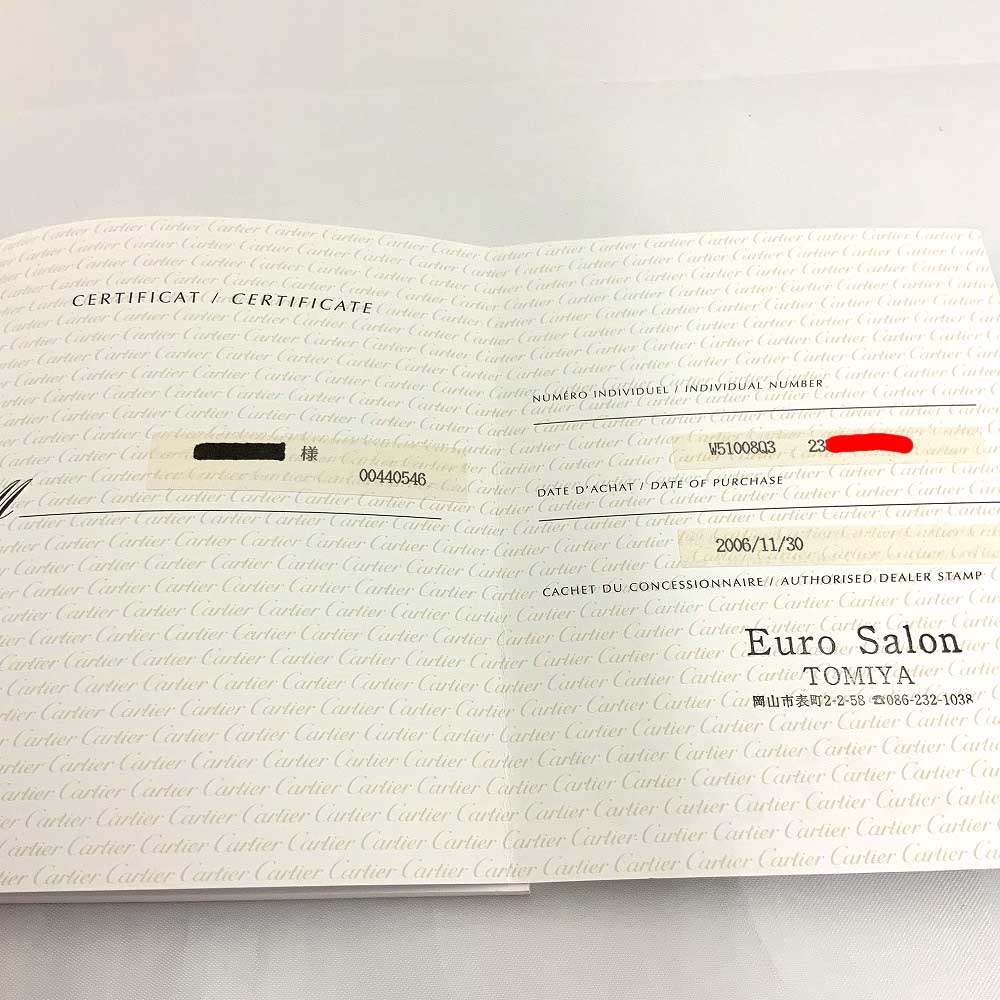 CERTIFICAT / CERTIFICATE
様
00440546
NUMÉRO INDIVIDUEL / INDIVIDUAL NUMBER
W51008Q3 23
DATE D'ACHAT / DATE OF PURCHASE
2006/11/30
CACHET DU CONCESSIONNAIRE / AUTHORISED DEALER STAMP
Euro Salon
TOMIYA
岡山市表町2-2-58 ☎086-232-1038
Cartier